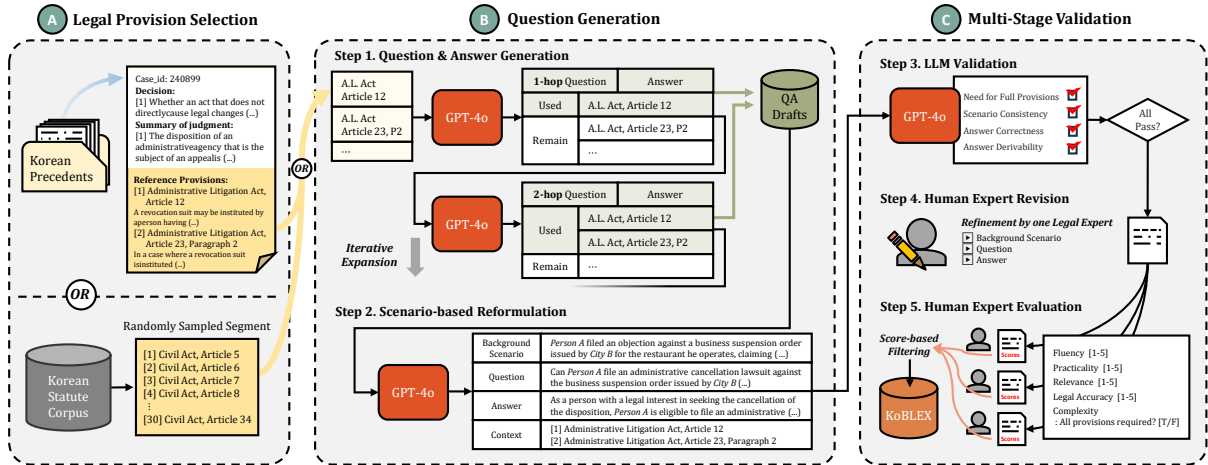 A Legal Provision Selection
Case_id: 240899
Decision:
[1] Whether an act that does not
directlycause legal changes (...)
Summary of judgment:
[1] The disposition of an
administrativeagency that is the
subject of an appealis (...)
Reference Provisions:
[1] Administrative Litigation Act,
Article 12
A revocation suit may be instituted by
aperson having (...)
[2] Administrative Litigation Act,
Article 23, Paragraph 2
In a case where a revocation suit
isinstituted (...)
Korean
Precedents
OR
Randomly Sampled Segment
Korean
Statute
Corpus
[1] Civil Act, Article 5
[2] Civil Act, Article 6
[3] Civil Act, Article 7
[4] Civil Act, Article 8
⋮
[30] Civil Act, Article 34
OR
B Question Generation
Step 1. Question & Answer Generation
A.L. Act
Article 12
A.L. Act
Article 23, P2
...
GPT-4o
1-hop Question
Answer
Used
A.L. Act, Article 12
Remain
A.L. Act, Article 23, P2
...
QA
Drafts
GPT-4o
2-hop Question
Answer
Used
A.L. Act, Article 12
A.L. Act, Article 23, P2
Remain
...
Iterative
Expansion
Step 2. Scenario-based Reformulation
GPT-4o
Background
Scenario
Person A filed an objection against a business suspension order
issued by City B for the restaurant he operates, claiming (...)
Question
Can Person A file an administrative cancellation lawsuit against
the business suspension order issued by City B (...)
Answer
As a person with a legal interest in seeking the cancellation of
the disposition, Person A is eligible to file an administrative (...)
Context
[1] Administrative Litigation Act, Article 12
[2] Administrative Litigation Act, Article 23, Paragraph 2
C Multi-Stage Validation
Step 3. LLM Validation
GPT-4o
Need for Full Provisions
Scenario Consistency
Answer Correctness
Answer Derivability
All
Pass?
Step 4. Human Expert Revision
Refinement by one Legal Expert
Background Scenario
Question
Answer
Step 5. Human Expert Evaluation
Score-based
Filtering
KoBLEX
Scores
Scores
Scores
Fluency [1-5]
Practicality [1-5]
Relevance [1-5]
Legal Accuracy [1-5]
Complexity
: All provisions required? [T/F]